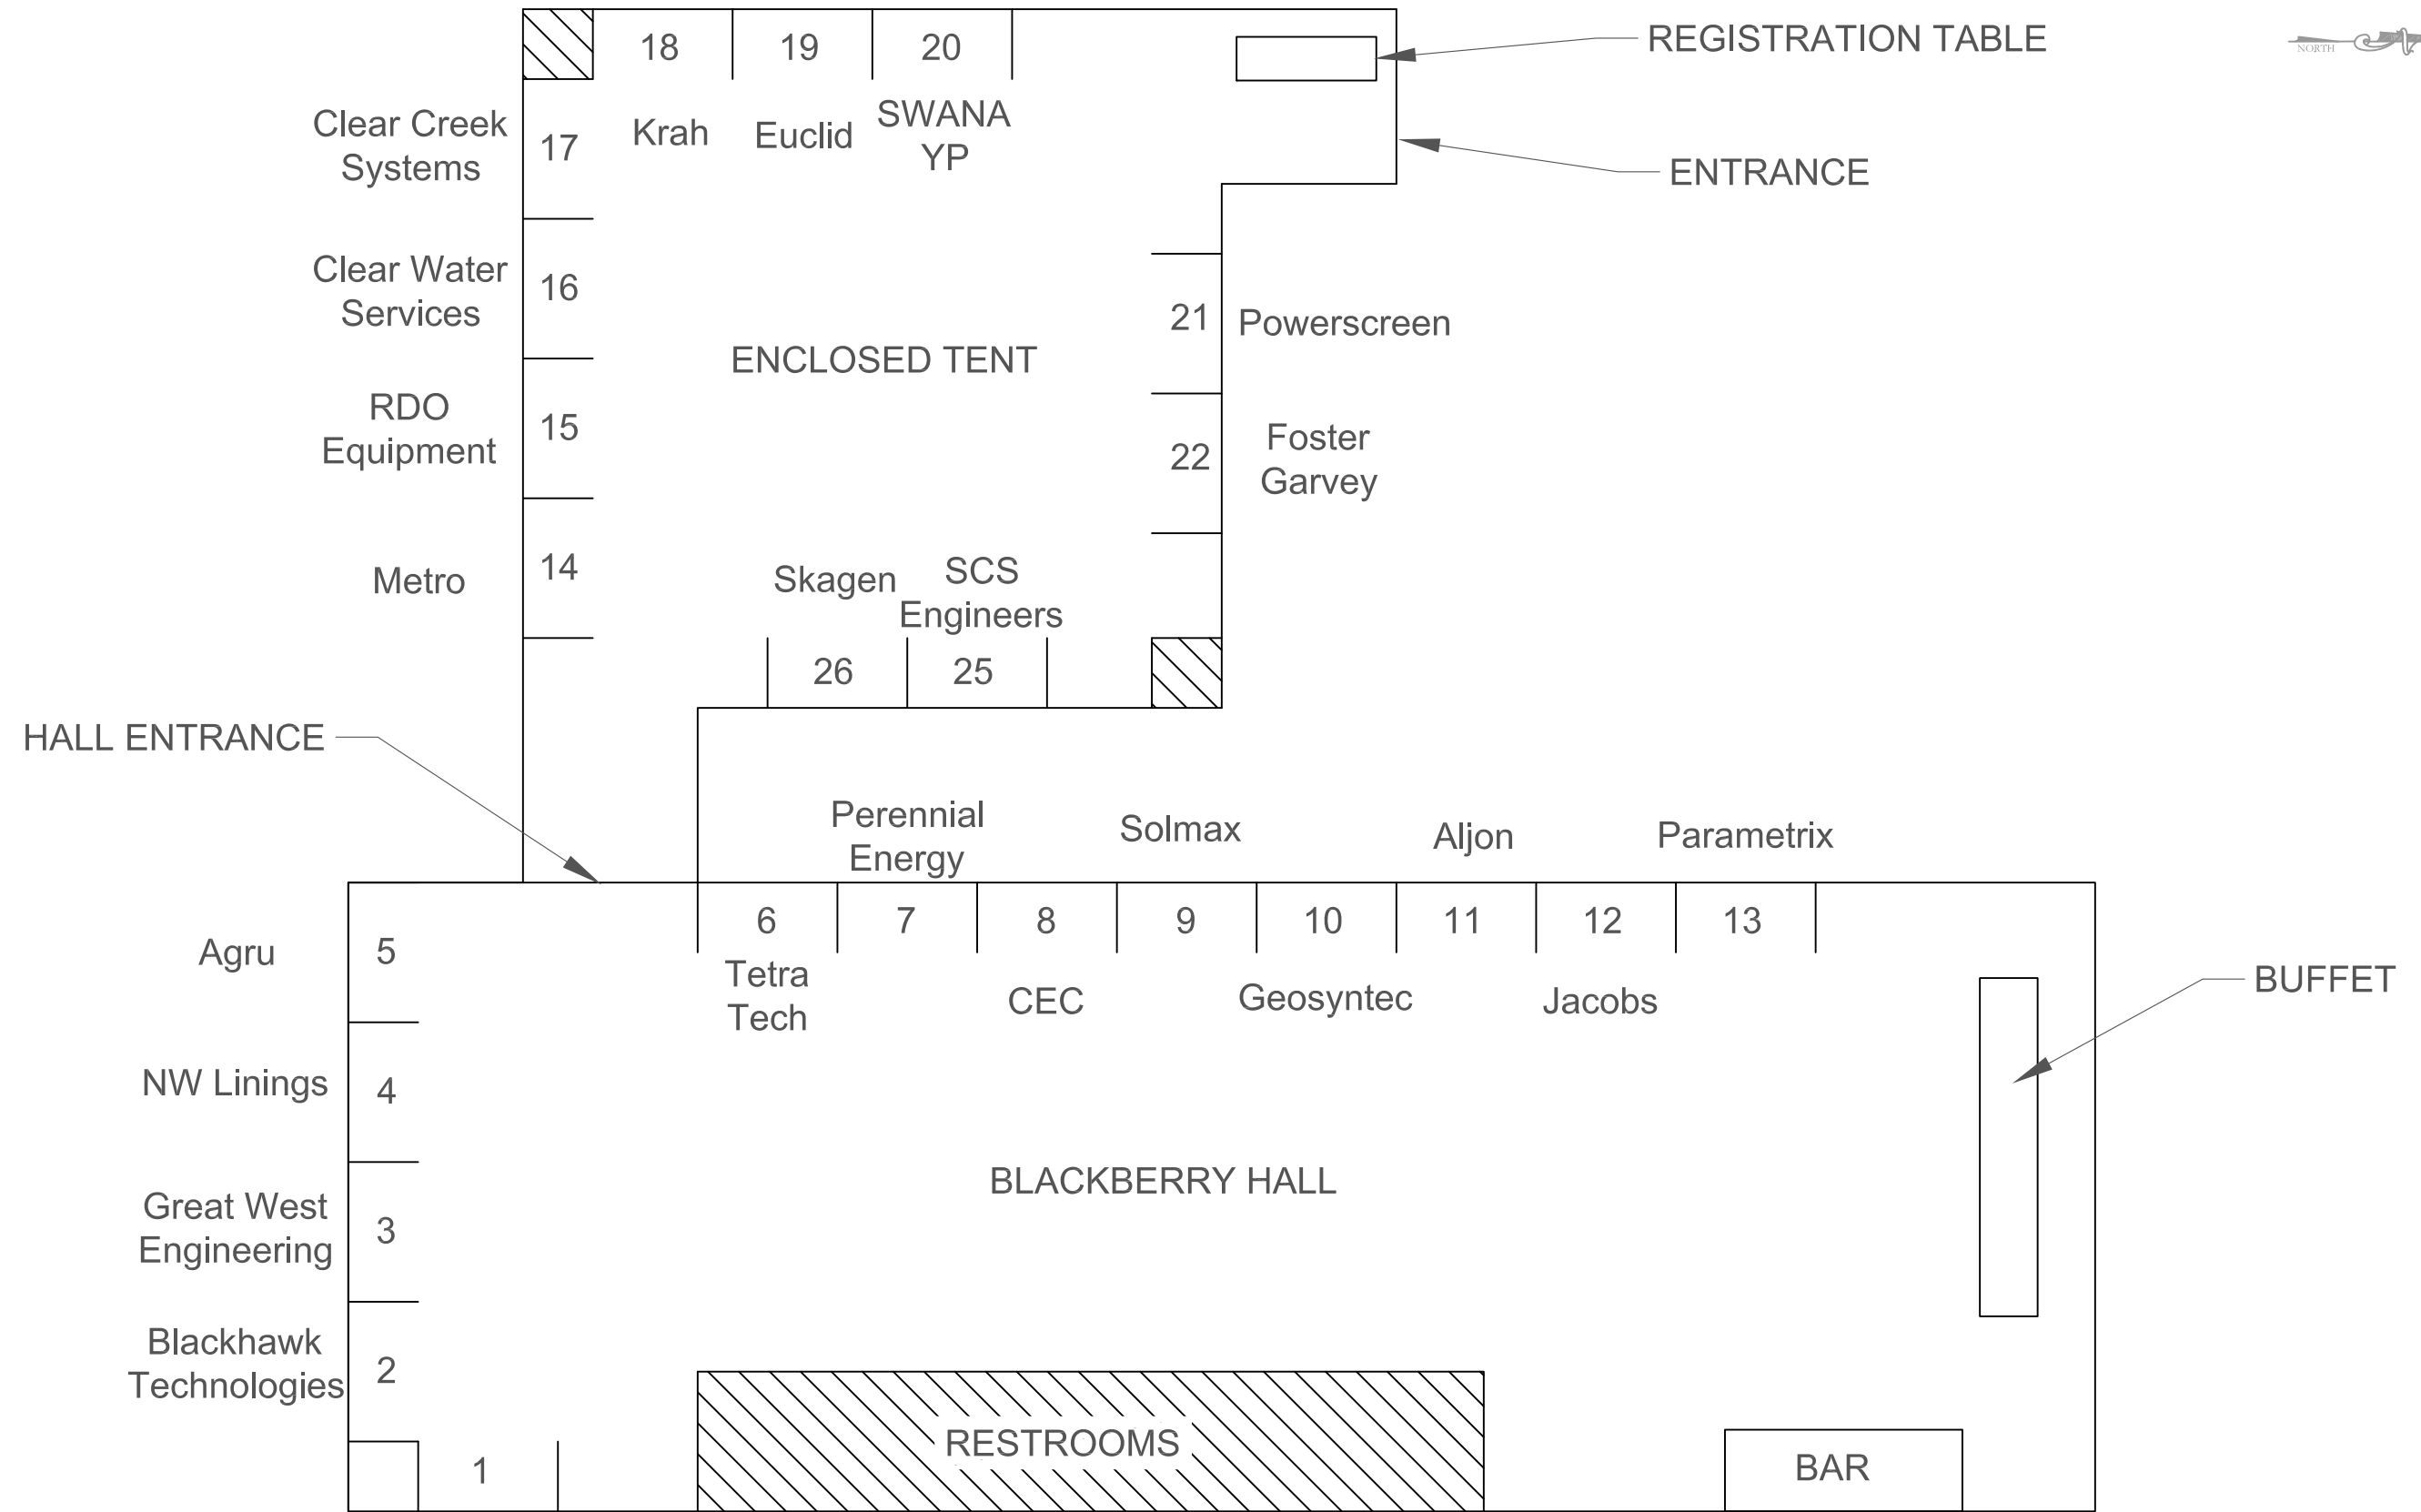 18
19
20
REGISTRATION TABLE
NORTH
Clear Creek
Systems
17
Krah
Euclid
SWANA
YP
ENTRANCE
Clear Water
Services
16
21
Powerscreen
ENCLOSED TENT
RDO
Equipment
15
22
Foster
Garvey
Metro
14
Skagen
SCS
Engineers
26
25
HALL ENTRANCE
Perennial
Energy
Solmax
Aljon
Parametrix
Agru
5
6
7
8
9
10
11
12
13
Tetra
Tech
CEC
Geosyntec
Jacobs
BUFFET
NW Linings
4
BLACKBERRY HALL
Great West
Engineering
3
Blackhawk
Technologies
2
1
RESTROOMS
BAR